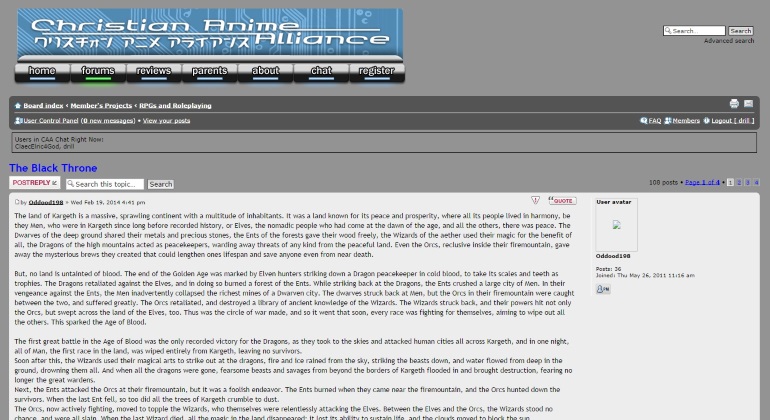 Christian Anime
クリスチャン アニメ アライアンス Alliance
Search…
Search
Advanced search
home
forums
reviews
parents
about
chat
register
Board index ‹ Member's Projects ‹ RPGs and Roleplaying
User Control Panel (0 new messages) • View your posts
FAQ
Members
Logout [ drill ]
Users in CAA Chat Right Now:
ClaecElric4God, drill
The Black Throne
POSTREPLY
Search this topic…
Search
108 posts • Page 1 of 4 • 1 2 3 4
by Oddood198 » Wed Feb 19, 2014 4:41 pm
QUOTE
The land of Kargeth is a massive, sprawling continent with a multitude of inhabitants. It was a land known for its peace and prosperity, where all its people lived in harmony, be
they Men, who were in Kargeth since long before recorded history, or Elves, the nomadic people who had come at the dawn of the age, and all the others, there was peace. The
Dwarves of the deep ground shared their metals and precious stones, the Ents of the forests gave their wood freely, the Wizards of the aether used their magic for the benefit of
all, the Dragons of the high mountains acted as peacekeepers, warding away threats of any kind from the peaceful land. Even the Orcs, reclusive inside their firemountain, gave
away the mysterious brews they created that could lengthen ones lifespan and save anyone even from near death.
But, no land is untainted of blood. The end of the Golden Age was marked by Elven hunters striking down a Dragon peacekeeper in cold blood, to take its scales and teeth as
trophies. The Dragons retaliated against the Elves, and in doing so burned a forest of the Ents. While striking back at the Dragons, the Ents crushed a large city of Men. In their
vengeance against the Ents, the Men inadvertently collapsed the richest mines of a Dwarven city. The dwarves struck back at Men, but the Orcs in their firemountain were caught
between the two, and suffered greatly. The Orcs retaliated, and destroyed a library of ancient knowledge of the Wizards. The Wizards struck back, and their powers hit not only
the Orcs, but swept across the land of the Elves, too. Thus was the circle of war made, and so it went that soon, every race was fighting for themselves, aiming to wipe out all
the others. This sparked the Age of Blood.
The first great battle in the Age of Blood was the only recorded victory for the Dragons, as they took to the skies and attacked human cities all across Kargeth, and in one night,
all of Man, the first race in the land, was wiped entirely from Kargeth, leaving no survivors.
Soon after this, the Wizards used their magical arts to strike out at the dragons, fire and ice rained from the sky, striking the beasts down, and water flowed from deep in the
ground, drowning them all. And when all the dragons were gone, fearsome beasts and savages from beyond the borders of Kargeth flooded in and brought destruction, fearing no
longer the great wardens.
Next, the Ents attacked the Orcs at their firemountain, but it was a foolish endeavor. The Ents burned when they came near the firemountain, and the Orcs hunted down the
survivors. When the last Ent fell, so too did all the trees of Kargeth crumble to dust.
The Orcs, now actively fighting, moved to topple the Wizards, who themselves were relentlessly attacking the Elves. Between the Elves and the Orcs, the Wizards stood no
chance, and were all slain. When the last Wizard died, all the magic in the land disappeared; it lost its ability to sustain life, and the clouds moved to block the sun.
User avatar
Oddood198
Posts: 36
Joined: Thu May 26, 2011 11:16 am
PM